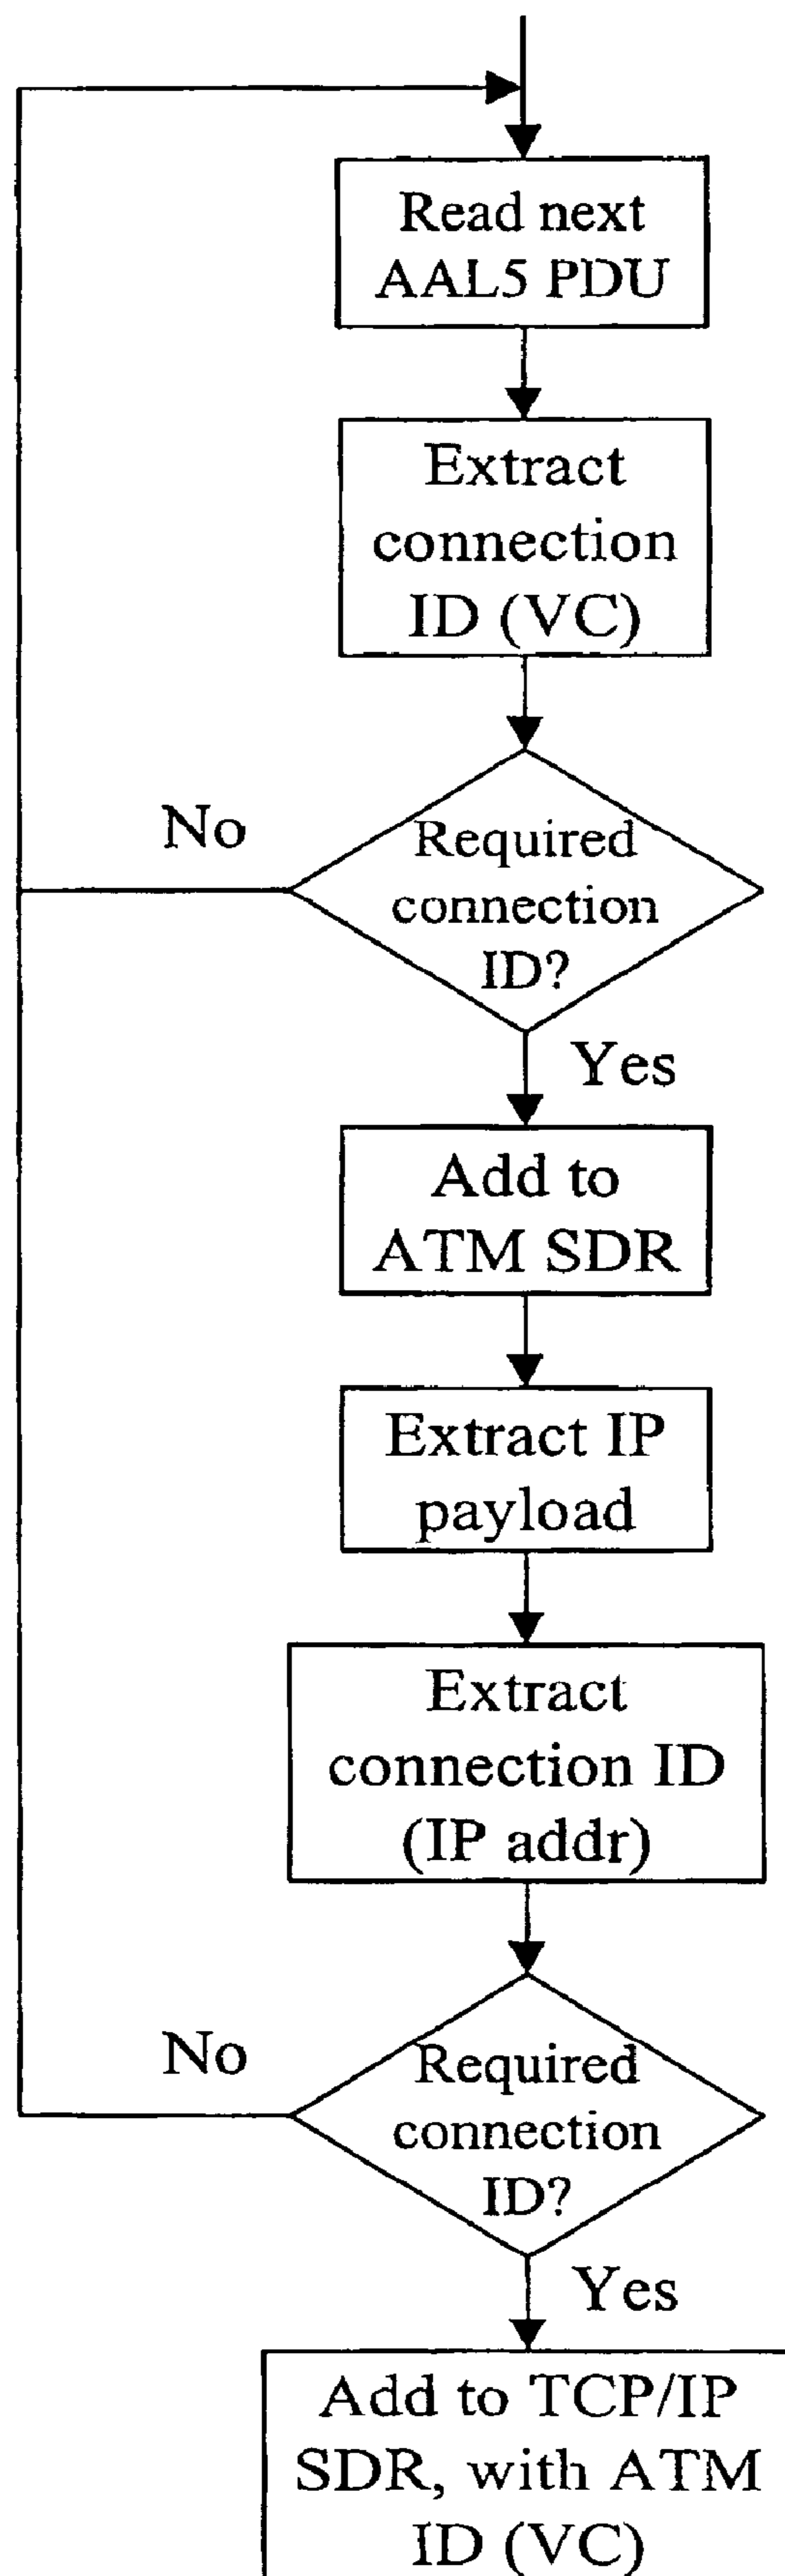 Read next
AAL5 PDU
Extract
connection
ID (VC)
No
Required
connection
ID?
Yes
Add to
ATM SDR
Extract IP
payload
Extract
connection ID
(IP addr)
No
Required
connection
ID?
Yes
Add to TCP/IP
SDR, with ATM
ID (VC)